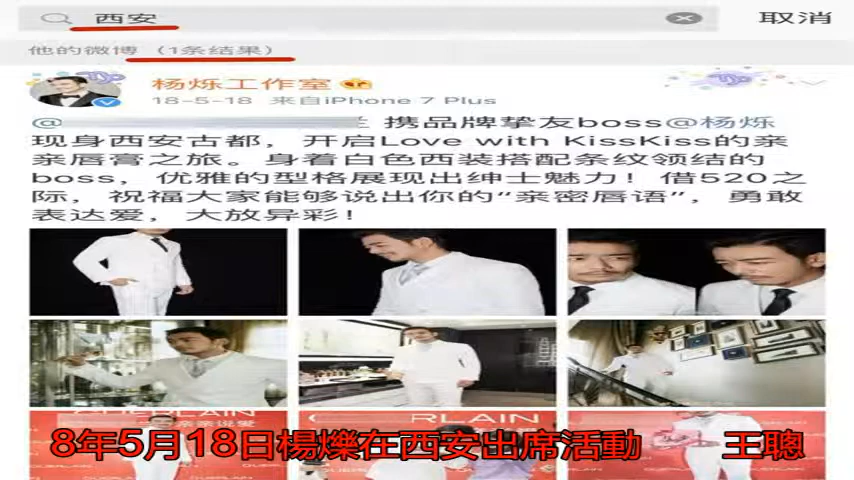 西安
取消
他的微博 (1条结果)
杨烁工作室
18-5-18 来自iPhone 7 Plus
@ 携品牌挚友boss@杨烁
现身西安古都，开启Love with KissKiss的亲
亲唇膏之旅。身着白色西装搭配条纹领结的
boss，优雅的型格展现出绅士魅力！借520之
际，祝福大家能够说出你的“亲密唇语”，勇敢
表达爱，大放异彩！
亲亲说爱
RLAIN
8年5月18日楊爍在西安出席活動 王聰